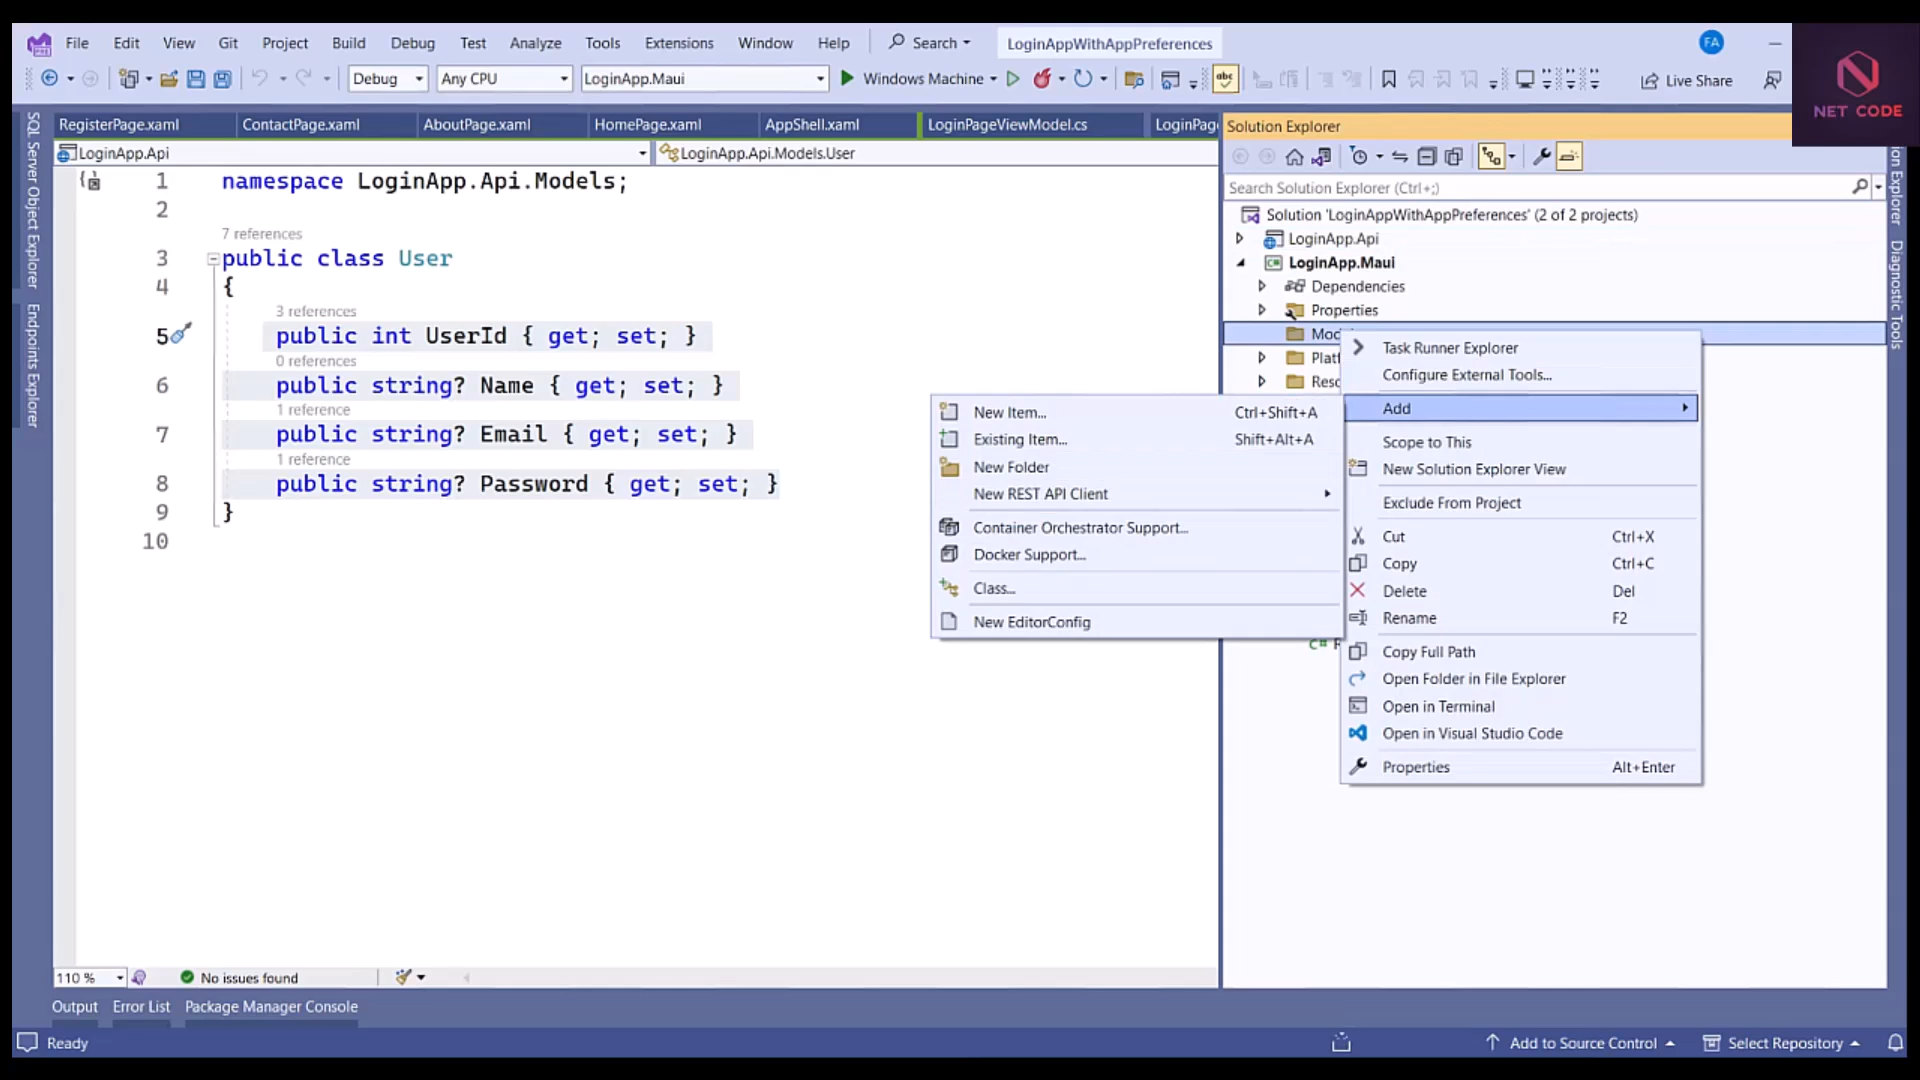 File Edit View Git Project Build Debug Test Analyze Tools Extensions Window Help Search LoginAppWithAppPreferences FA
Debug Any CPU LoginApp.Maui Windows Machine abc Live Share
NET CODE
SQL Server Object Explorer
Endpoints Explorer
RegisterPage.xaml ContactPage.xaml AboutPage.xaml HomePage.xaml AppShell.xaml LoginPageViewModel.cs LoginPag
LoginApp.Api LoginApp.Api.Models.User
1 namespace LoginApp.Api.Models;
2
7 references
3 public class User
4 {
3 references
5 public int UserId { get; set; }
0 references
6 public string? Name { get; set; }
1 reference
7 public string? Email { get; set; }
1 reference
8 public string? Password { get; set; }
9 }
10
Solution Explorer
Search Solution Explorer (Ctrl+;)
Solution 'LoginAppWithAppPreferences' (2 of 2 projects)
LoginApp.Api
LoginApp.Maui
Dependencies
Properties
Mod
Platf
Reso
Task Runner Explorer
Configure External Tools...
Add
Scope to This
New Solution Explorer View
Exclude From Project
Cut Ctrl+X
Copy Ctrl+C
Delete Del
Rename F2
Copy Full Path
Open Folder in File Explorer
Open in Terminal
Open in Visual Studio Code
Properties Alt+Enter
New Item... Ctrl+Shift+A
Existing Item... Shift+Alt+A
New Folder
New REST API Client
Container Orchestrator Support...
Docker Support...
Class...
New EditorConfig
C#
ion Explorer
Diagnostic Tools
110 % No issues found
Output Error List Package Manager Console
Ready Add to Source Control Select Repository